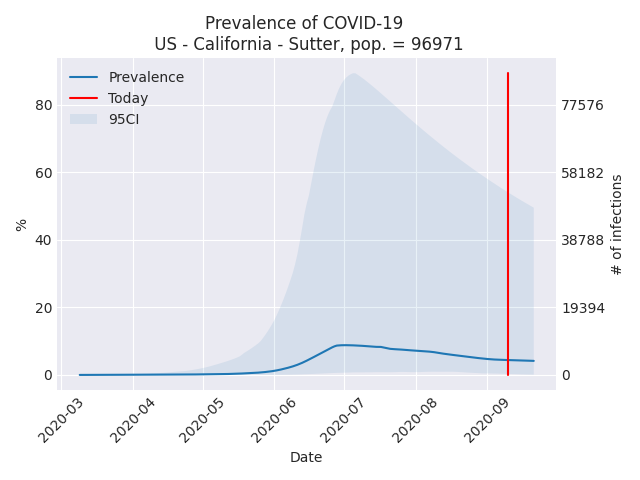 Prevalence of COVID-19
US - California - Sutter, pop. = 96971
Prevalence
Today
95CI
80
60
40
20
0
%
77576
58182
38788
19394
0
# of infections
2020-03
2020-04
2020-05
2020-06
2020-07
2020-08
2020-09
Date